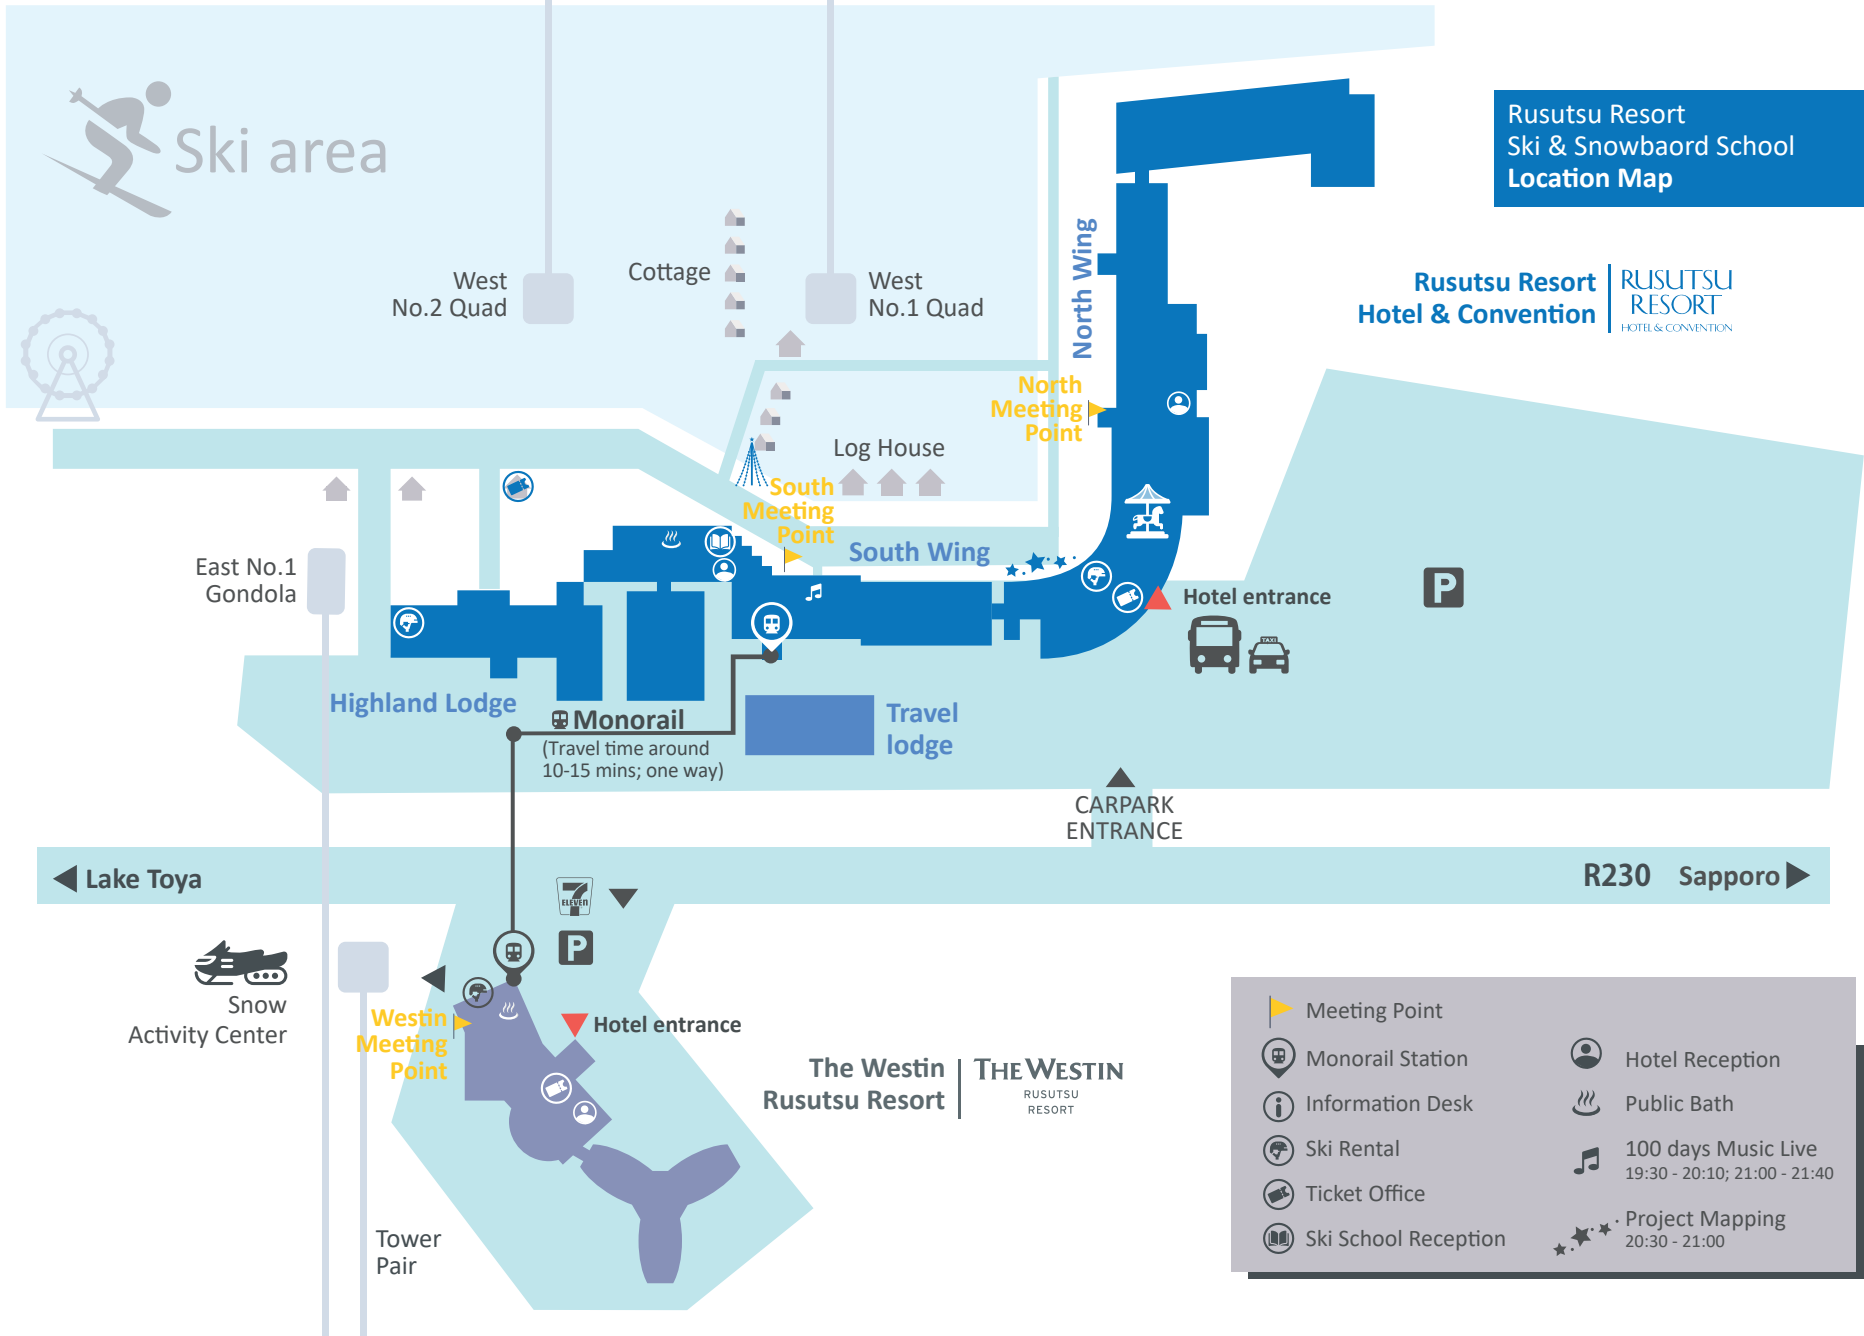 Ski area
Rusutsu Resort
Ski & Snowbaord School
Location Map
West
No.2 Quad
Cottage
West
No.1 Quad
North Wing
Rusutsu Resort
Hotel & Convention
RUSUTSU
RESORT
HOTEL & CONVENTION
North
Meeting
Point
Log House
South
Meeting
Point
South Wing
East No.1
Gondola
Hotel entrance
P
TAXI
Highland Lodge
Monorail
(Travel time around
10-15 mins; one way)
Travel
lodge
CARPARK
ENTRANCE
Lake Toya
R230
Sapporo
7
ELEVEN
P
Snow
Activity Center
Westin
Meeting
Point
Hotel entrance
The Westin
Rusutsu Resort
THE WESTIN
RUSUTSU
RESORT
Tower
Pair
Meeting Point
Monorail Station
Information Desk
Ski Rental
Ticket Office
Ski School Reception
Hotel Reception
Public Bath
100 days Music Live
19:30 - 20:10; 21:00 - 21:40
Project Mapping
20:30 - 21:00